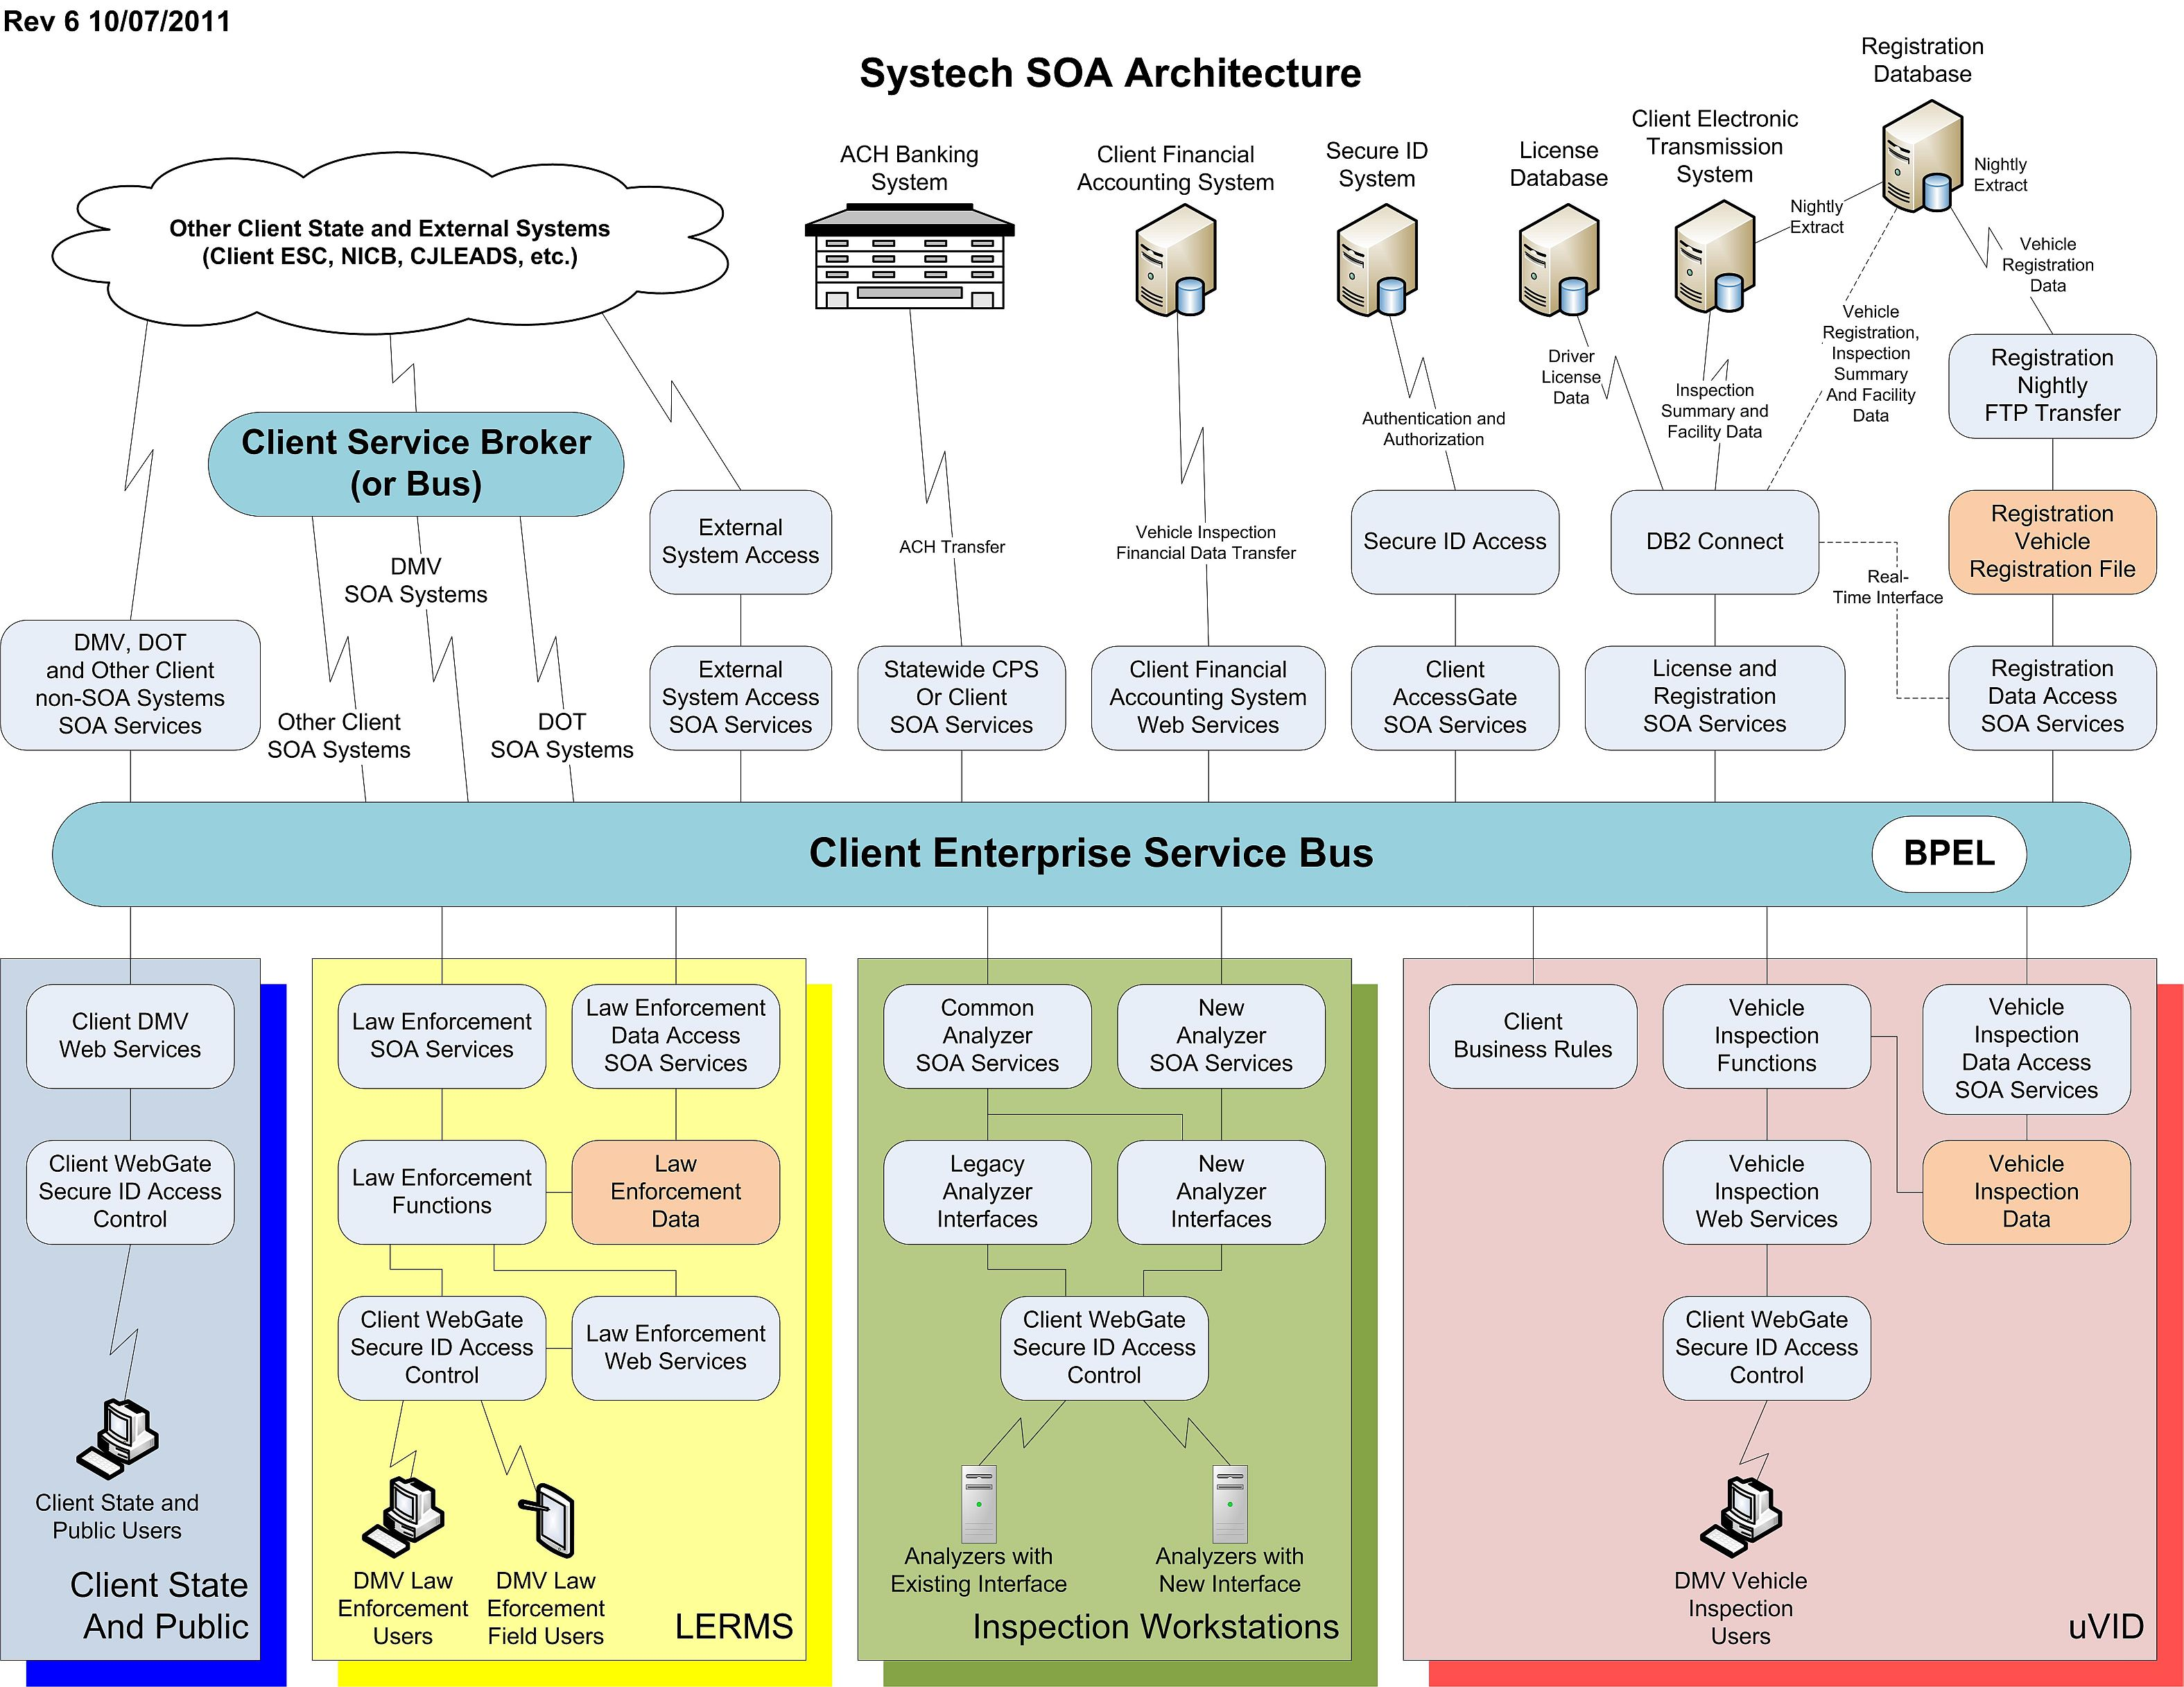 Rev 6 10/07/2011
Systech SOA Architecture
Registration
Database
Nightly
Extract
Client Electronic
Transmission
System
Nightly
Extract
License
Database
Secure ID
System
Client Financial
Accounting System
ACH Banking
System
Other Client State and External Systems
(Client ESC, NICB, CJLEADS, etc.)
Vehicle
Registration
Data
Vehicle
Registration,
Inspection
Summary
And Facility
Data
Driver
License
Data
Inspection
Summary and
Facility Data
Authentication and
Authorization
Registration
Nightly
FTP Transfer
Client Service Broker
(or Bus)
External
System Access
ACH Transfer
Vehicle Inspection
Financial Data Transfer
Secure ID Access
DB2 Connect
Real-
Time Interface
Registration
Vehicle
Registration File
DMV
SOA Systems
DMV, DOT
and Other Client
non-SOA Systems
SOA Services
Other Client
SOA Systems
DOT
SOA Systems
External
System Access
SOA Services
Statewide CPS
Or Client
SOA Services
Client Financial
Accounting System
Web Services
Client
AccessGate
SOA Services
License and
Registration
SOA Services
Registration
Data Access
SOA Services
Client Enterprise Service Bus
BPEL
Client DMV
Web Services
Client WebGate
Secure ID Access
Control
Client State and
Public Users
Client State
And Public
Law Enforcement
SOA Services
Law Enforcement
Data Access
SOA Services
Law Enforcement
Functions
Law
Enforcement
Data
Client WebGate
Secure ID Access
Control
Law Enforcement
Web Services
DMV Law
Enforcement
Users
DMV Law
Eforcement
Field Users
LERMS
Common
Analyzer
SOA Services
New
Analyzer
SOA Services
Legacy
Analyzer
Interfaces
New
Analyzer
Interfaces
Client WebGate
Secure ID Access
Control
Analyzers with
Existing Interface
Analyzers with
New Interface
Inspection Workstations
Client
Business Rules
Vehicle
Inspection
Functions
Vehicle
Inspection
Data Access
SOA Services
Vehicle
Inspection
Web Services
Vehicle
Inspection
Data
Client WebGate
Secure ID Access
Control
DMV Vehicle
Inspection
Users
uVID